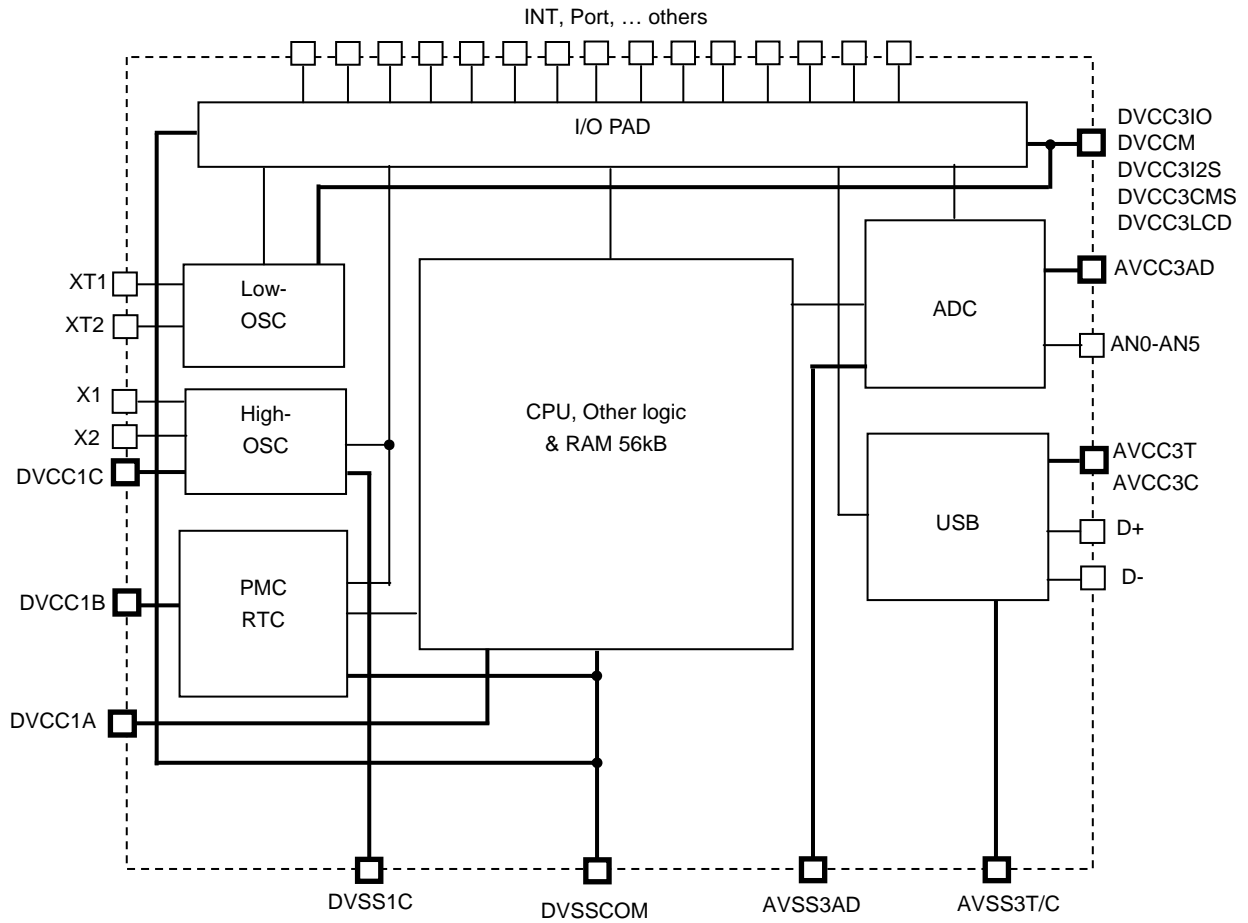 INT, Port, … others
I/O PAD
DVCC3IO
DVCCM
DVCC3I2S
DVCC3CMS
DVCC3LCD
XT1
XT2
Low-
OSC
ADC
AVCC3AD
AN0-AN5
X1
X2
DVCC1C
High-
OSC
CPU, Other logic
& RAM 56kB
AVCC3T
AVCC3C
USB
D+
D-
DVCC1B
PMC
RTC
DVCC1A
DVSS1C
DVSSCOM
AVSS3AD
AVSS3T/C